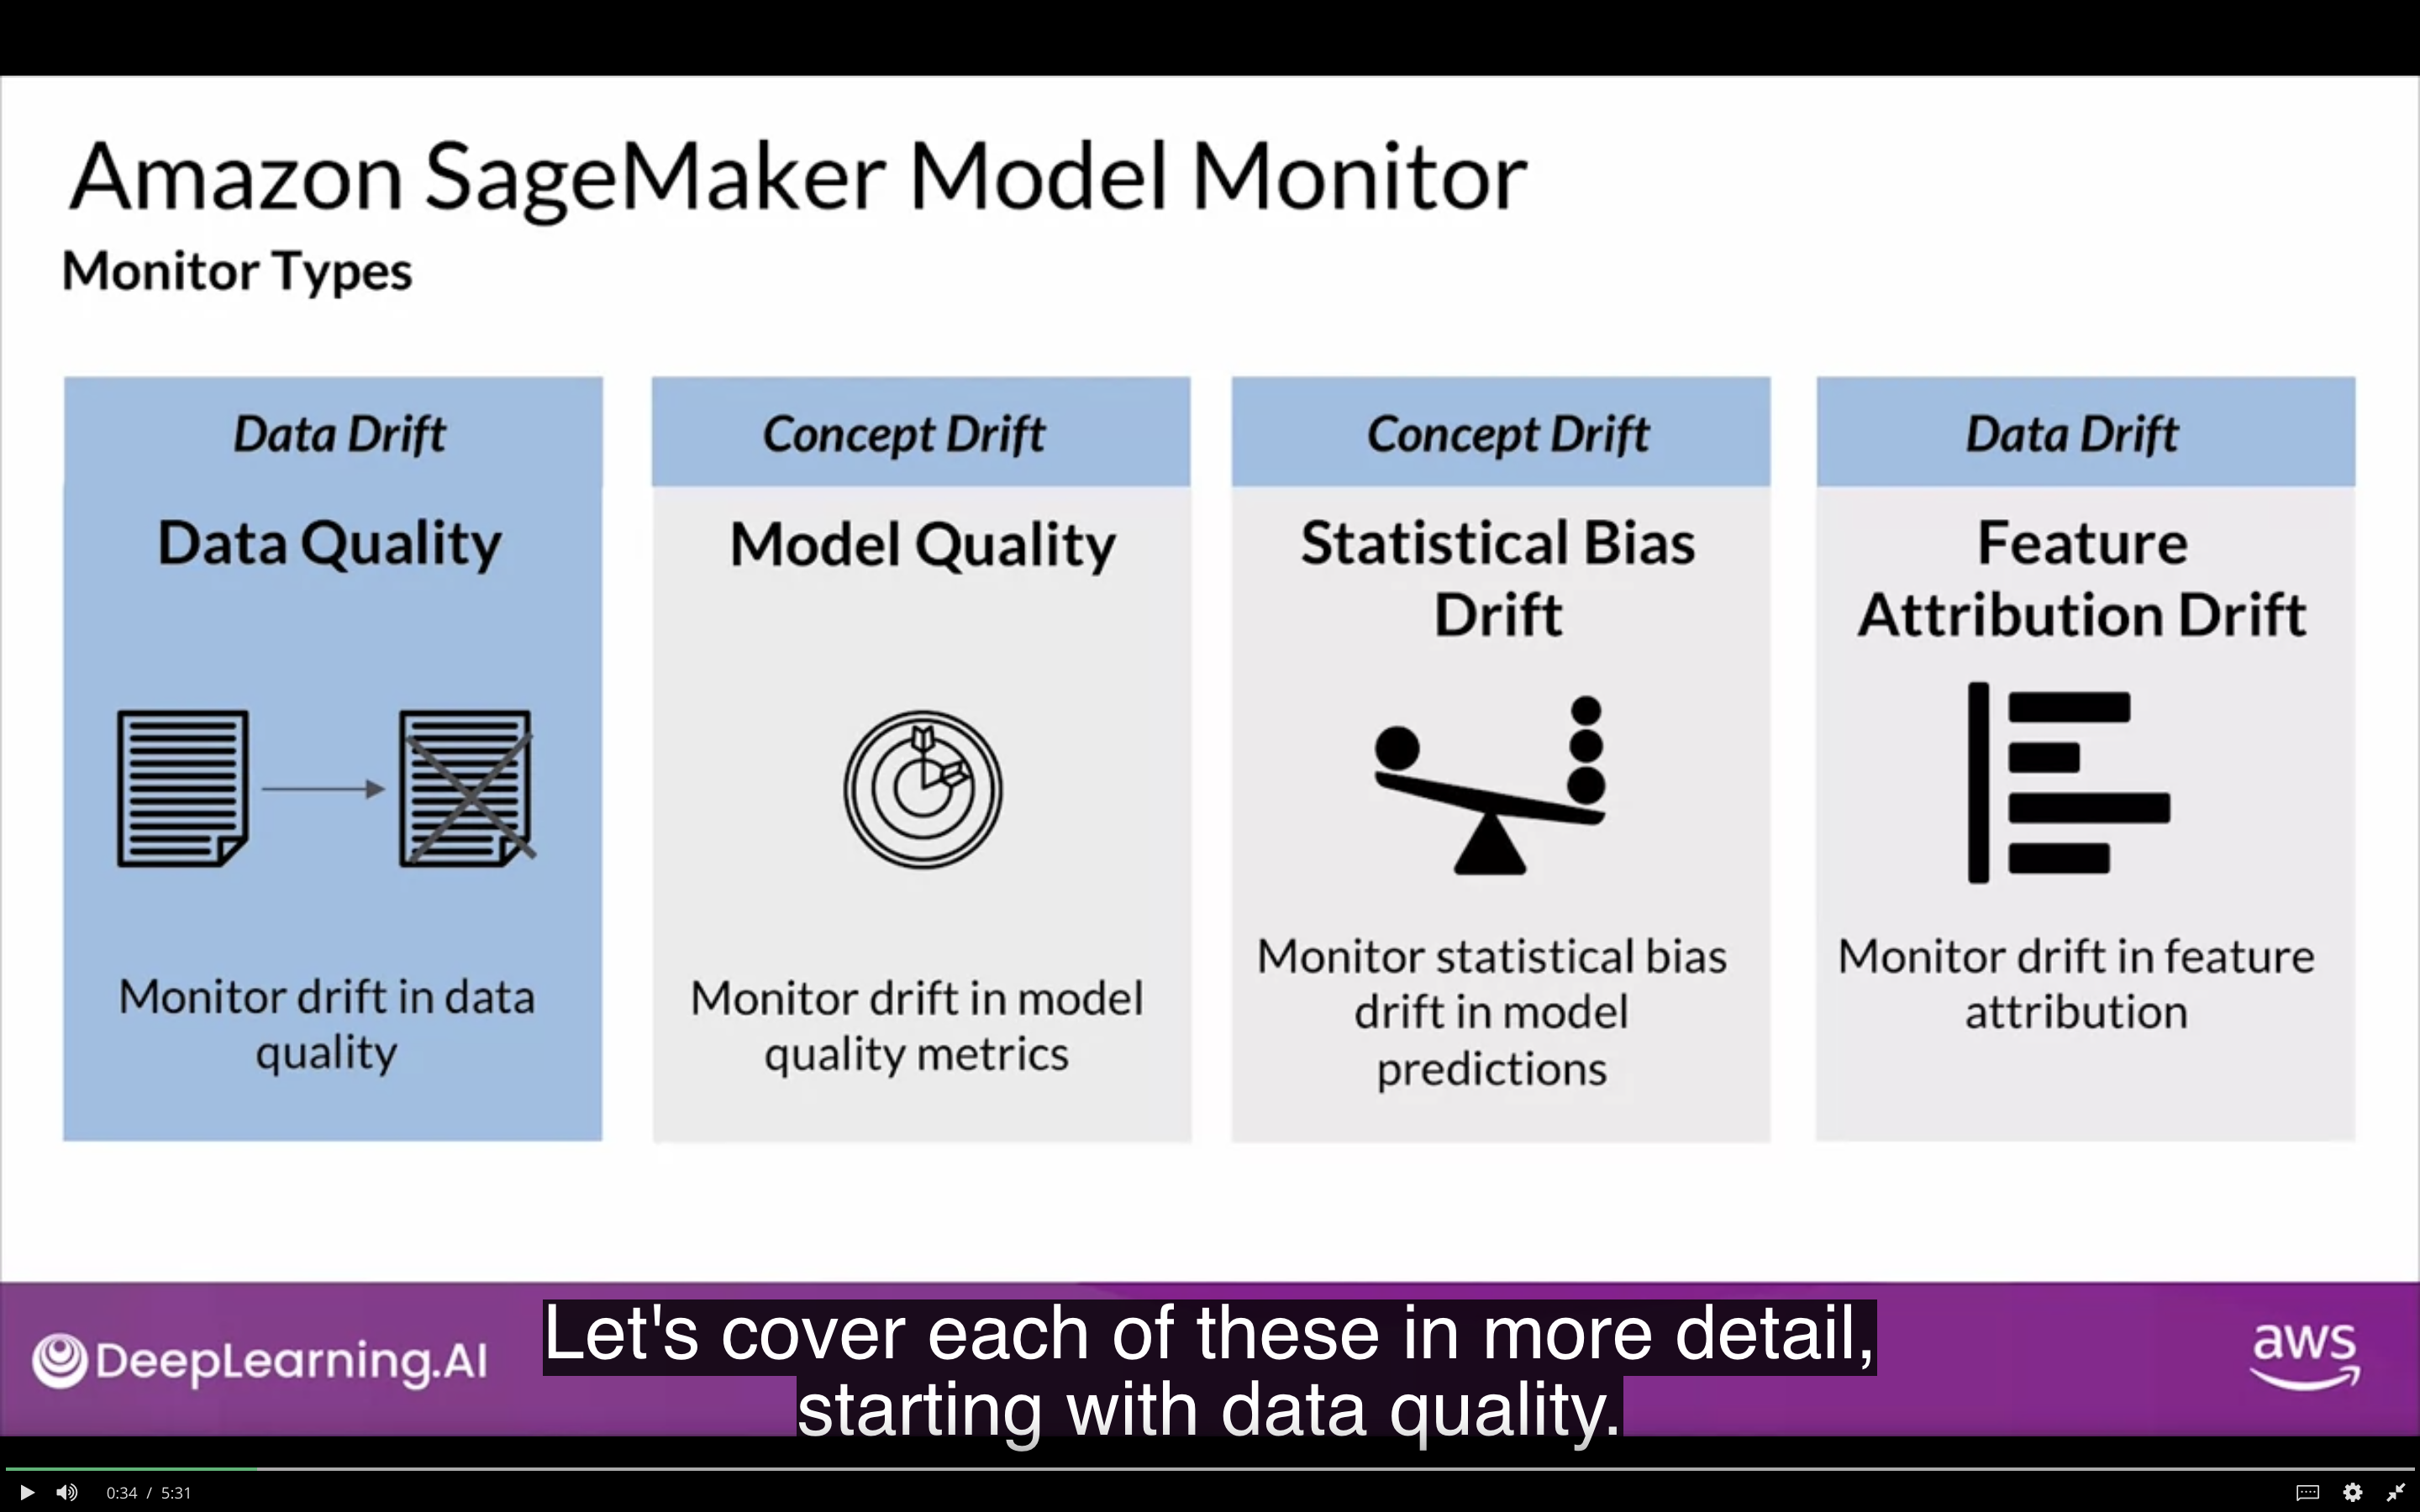 Amazon SageMaker Model Monitor
Monitor Types
Data Drift
Data Quality
Monitor drift in data
quality
Concept Drift
Model Quality
Monitor drift in model
quality metrics
Concept Drift
Statistical Bias
Drift
Monitor statistical bias
drift in model
predictions
Data Drift
Feature
Attribution Drift
Monitor drift in feature
attribution
DeepLearning.AI
Let's cover each of these in more detail,
starting with data quality.
aws
0:34 / 5:31